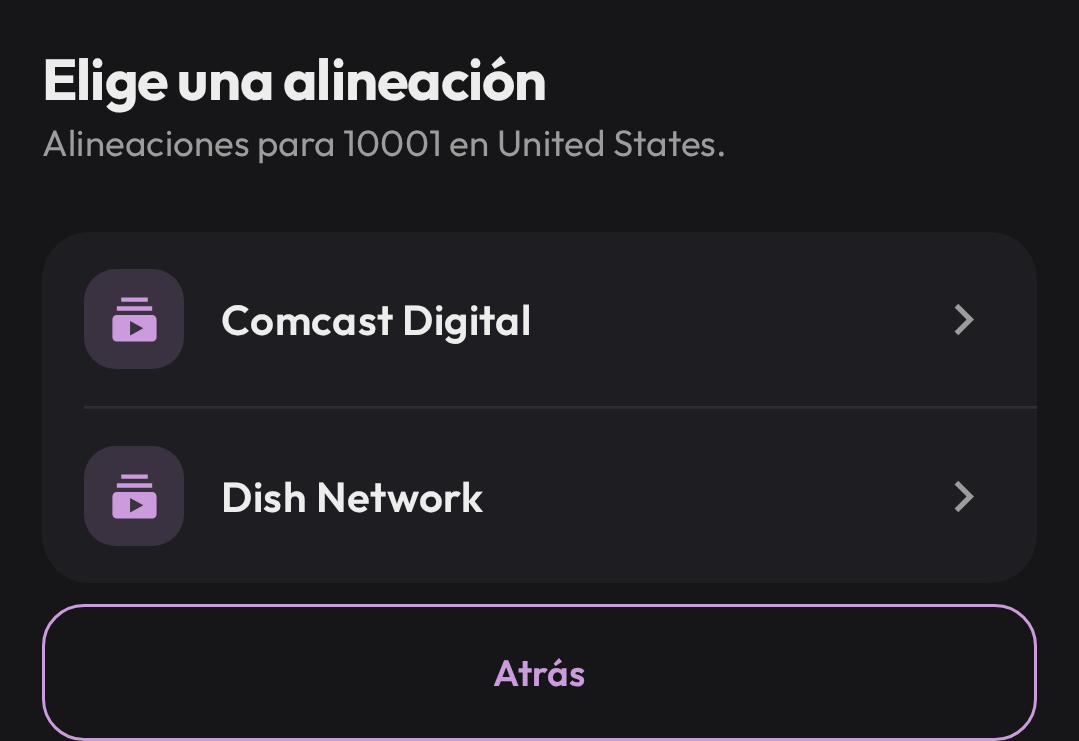 Elige una alineación
Alineaciones para 10001 en United States.
Comcast Digital
Dish Network
Atrás